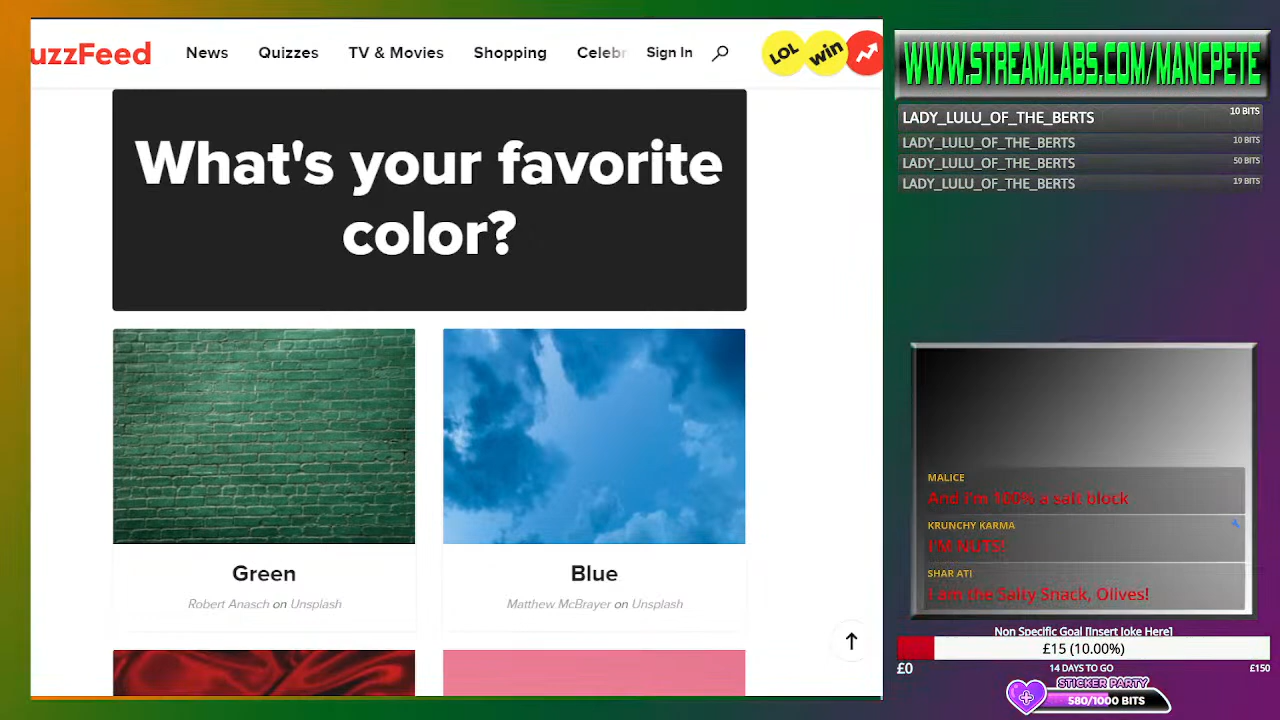 uzzFeed
News
Quizzes
TV & Movies
Shopping
Celebr
Sign In
LOL
win
What's your favorite
color?
Green
Robert Anasch on Unsplash
Blue
Matthew McBrayer on Unsplash
WWW.STREAMLABS.COM/MANCPETE
LADY_LULU_OF_THE_BERTS 10 BITS
LADY_LULU_OF_THE_BERTS 10 BITS
LADY_LULU_OF_THE_BERTS 50 BITS
LADY_LULU_OF_THE_BERTS 19 BITS
MALICE
And I'm 100% a salt block
KRUNCHY KARMA
I'M NUTS!
SHAR ATI
I am the Salty Snack, Olives!
Non Specific Goal [Insert Joke Here]
£15 (10.00%)
£0 14 DAYS TO GO £150
STICKER PARTY
580/1000 BITS